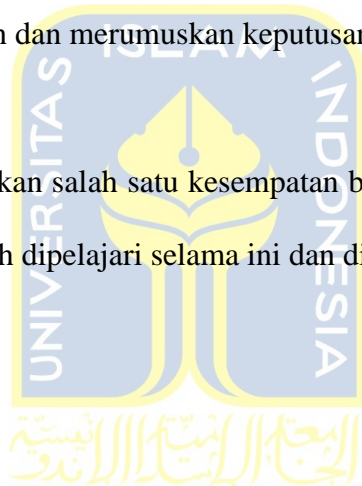 n dan merumuskan keputusan
ISLAM
UNIVERSITAS
INDONESIA
kan salah satu kesempatan b
h dipelajari selama ini dan di